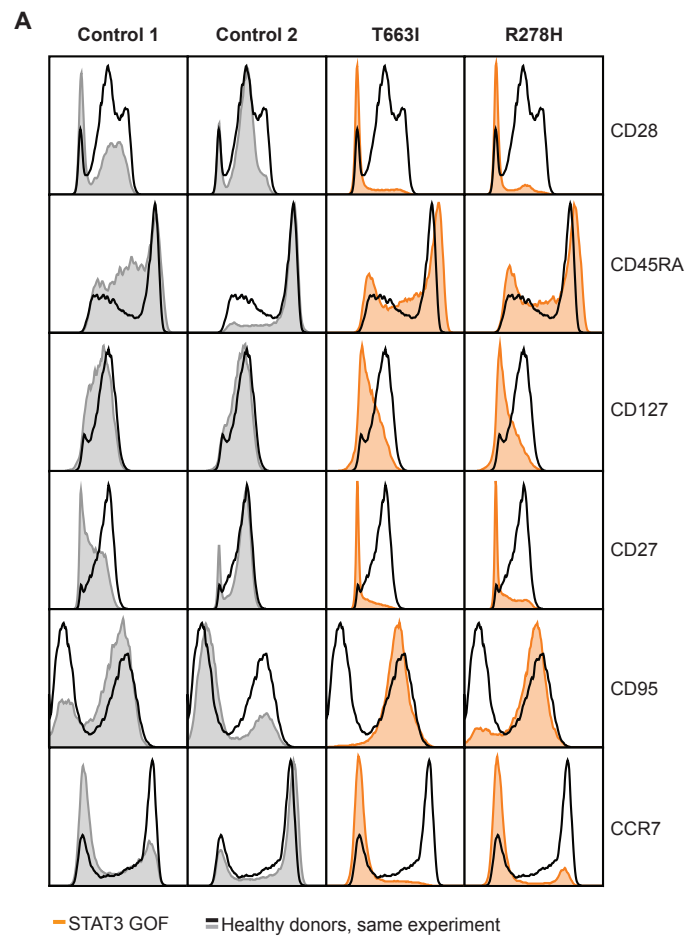 A
Control 1 Control 2 T663I R278H
CD28
CD45RA
CD127
CD27
CD95
CCR7
STAT3 GOF Healthy donors, same experiment